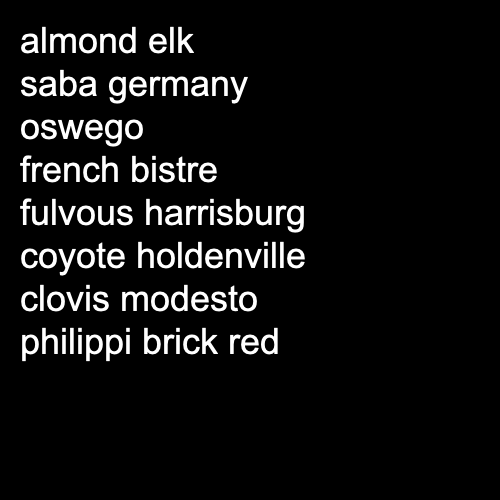 almond elk
saba germany
oswego
french bistre
fulvous harrisburg
coyote holdenville
clovis modesto
philippi brick red